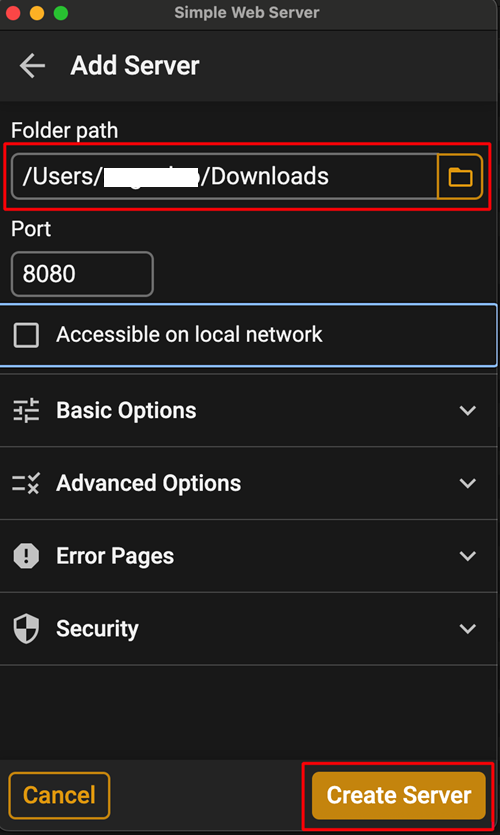 Simple Web Server
Add Server
Folder path
/Users/ /Downloads
Port
8080
Accessible on local network
Basic Options
Advanced Options
Error Pages
Security
Cancel
Create Server